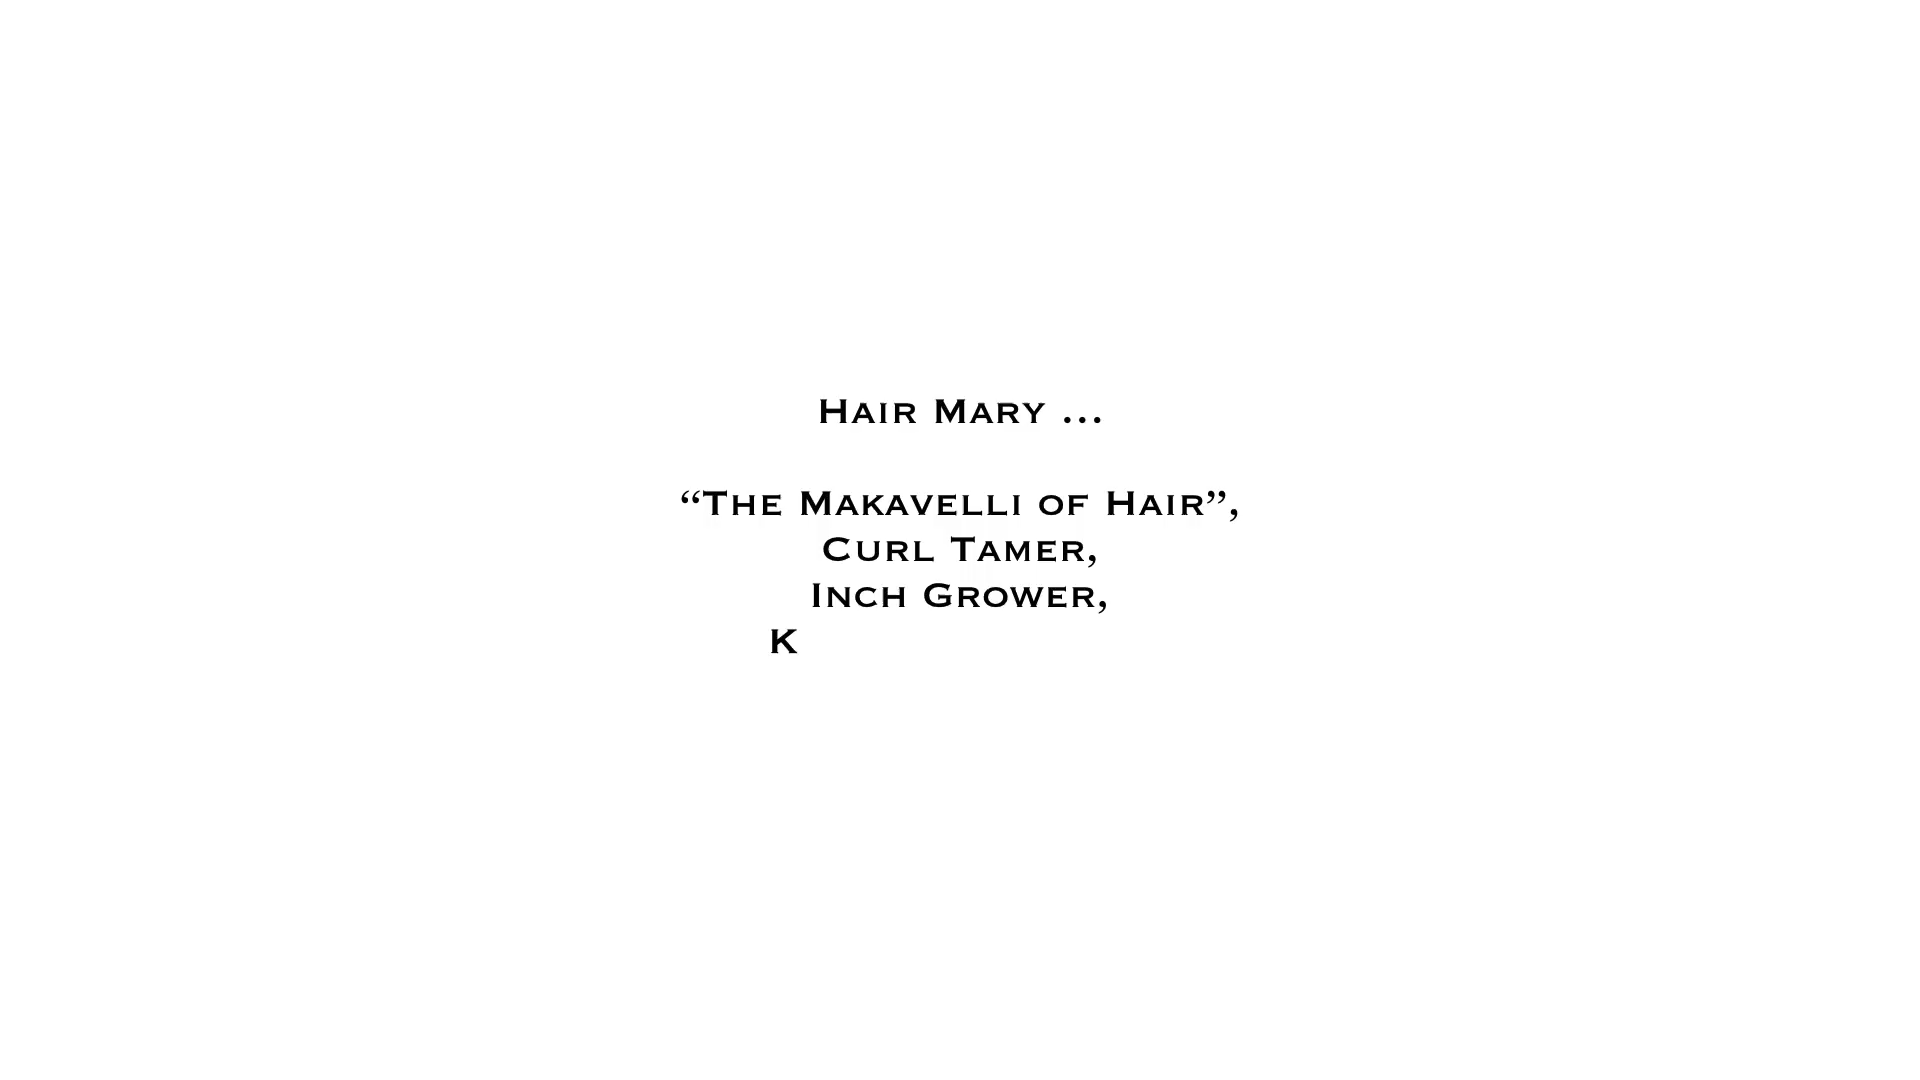 Hair Mary ...
“The Makavelli of Hair”,
Curl Tamer,
Inch Grower,
K